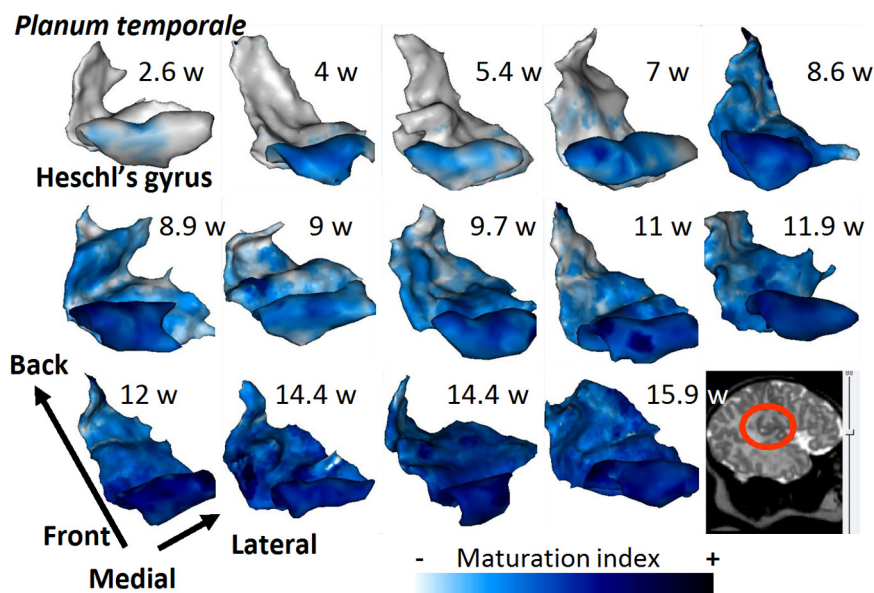 Planum temporale
2.6 w
4 w
5.4 w
7 w
8.6 w
Heschl's gyrus
8.9 w
9 w
9.7 w
11 w
11.9 w
Back
12 w
14.4 w
14.4 w
15.9 w
Front
Lateral
Medial
- Maturation index +